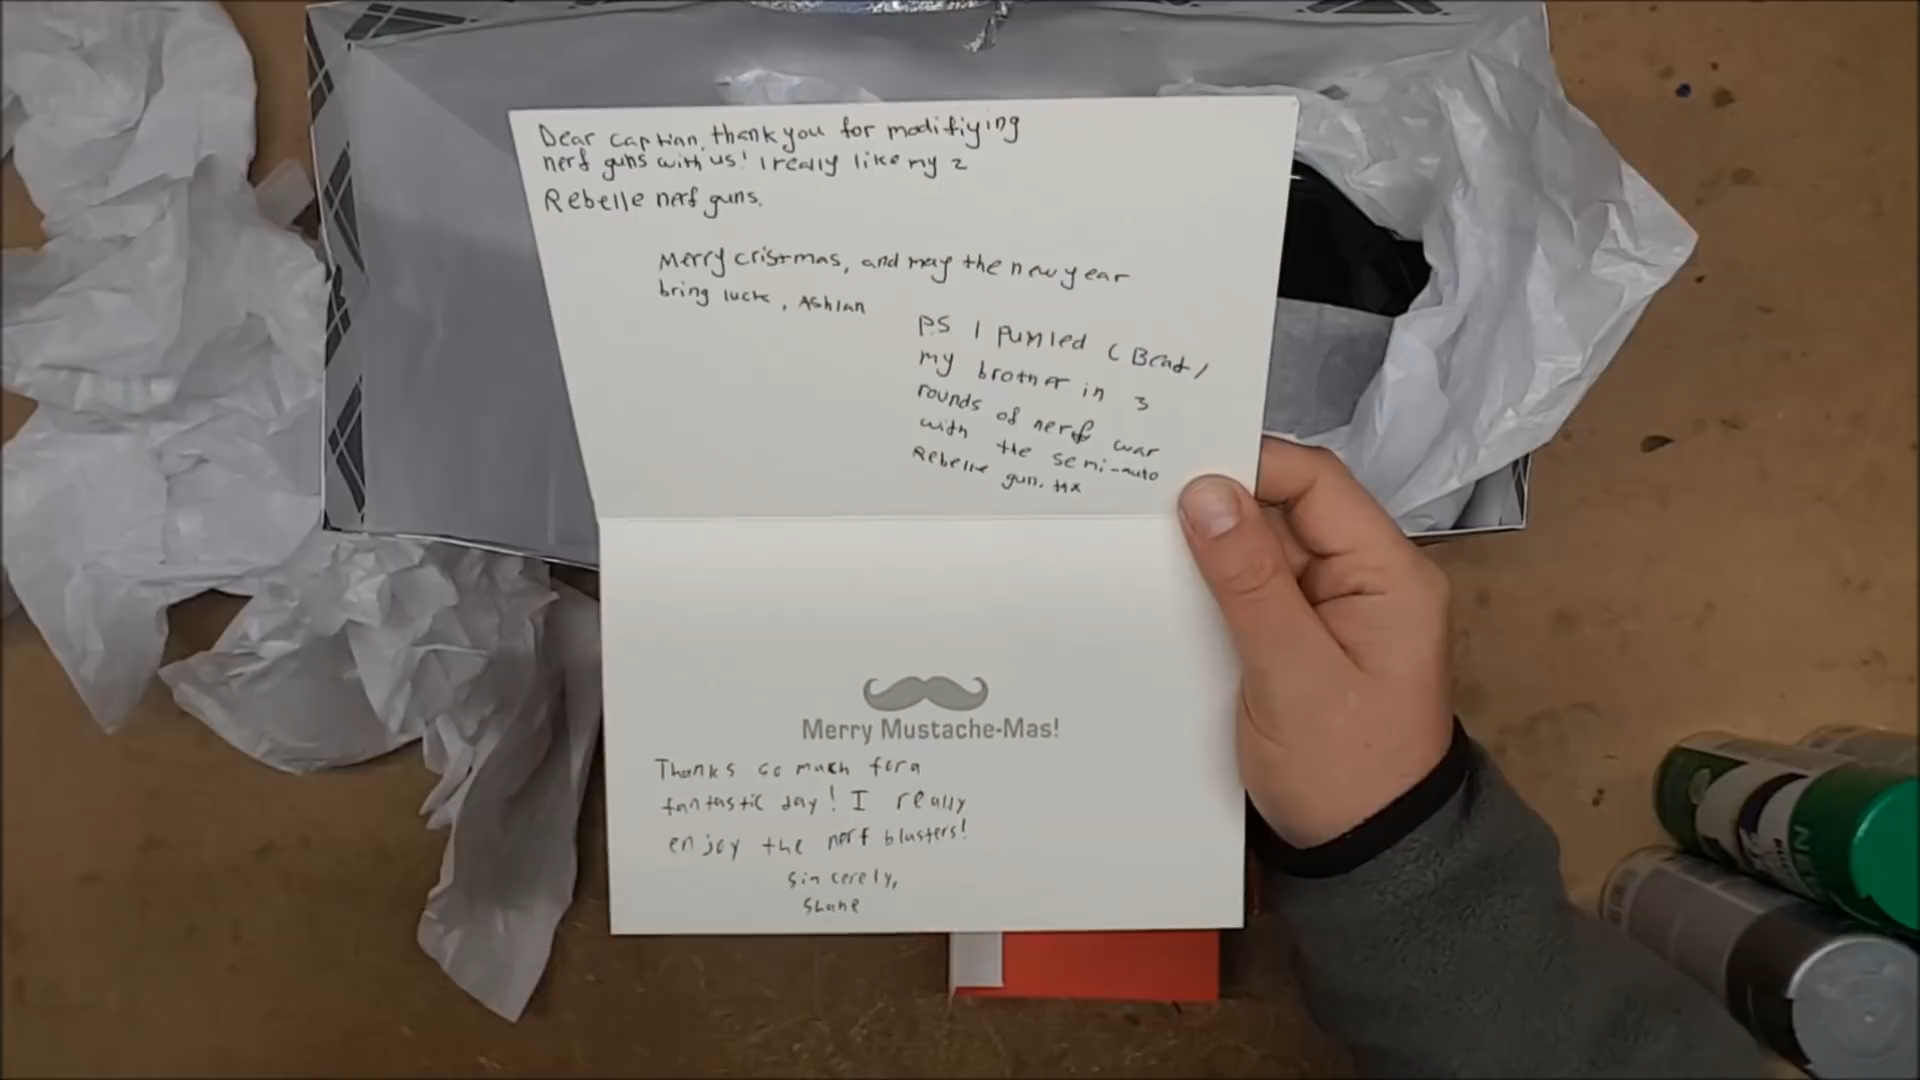 Dear Captian, thank you for modifiying
nerf guns with us! I really like my 2
Rebelle nerf guns.
Merry cristmas, and may the new year
bring luck, Ashlan
PS I pumled (Beat)
my brother in 3
rounds of nerf war
with the semi-auto
Rebelle gun.
Merry Mustache-Mas!
Thanks so much for a
fantastic day! I really
enjoy the nerf blasters!
Sincerely,
Shane